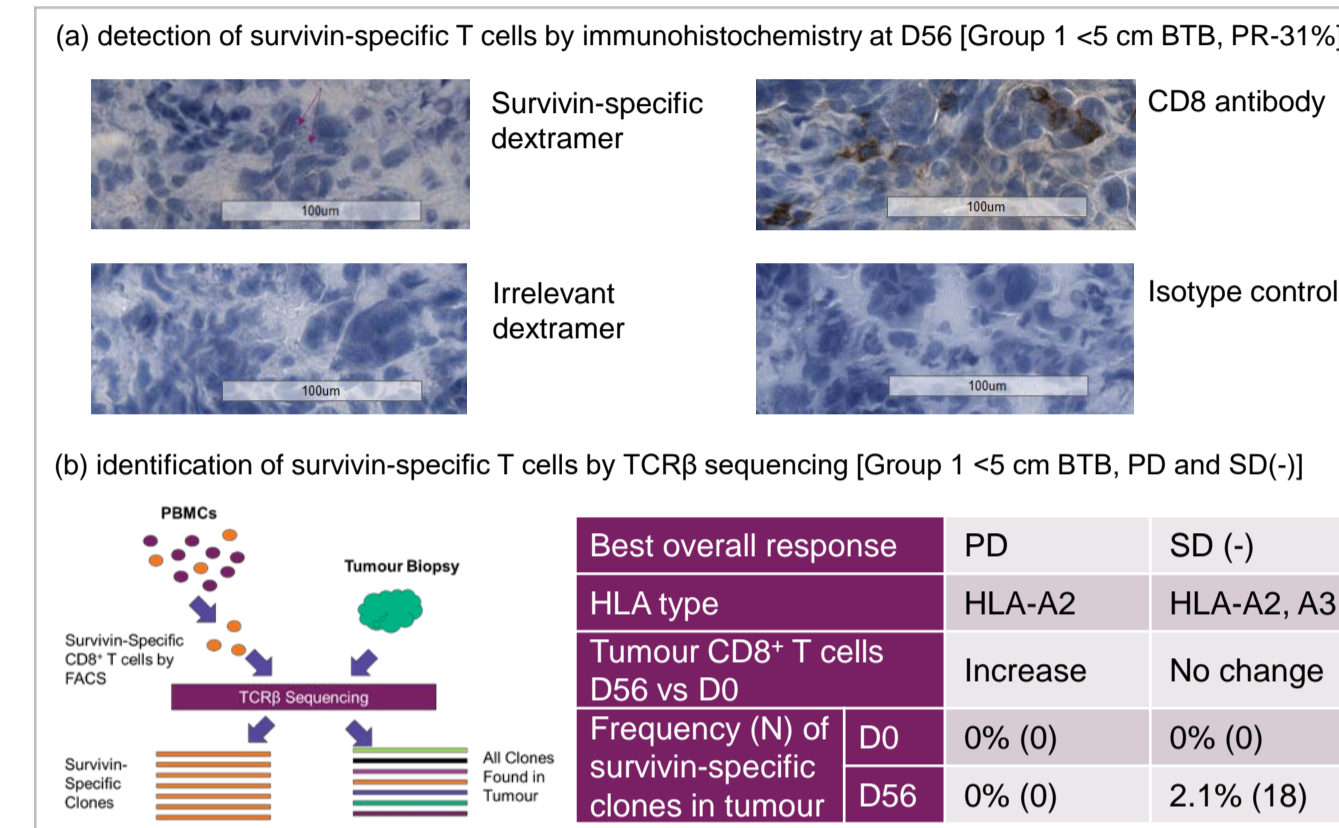 (a) detection of survivin-specific T cells by immunohistochemistry at D56 [Group 1 <5 cm BTB, PR-31%]
Survivin-specific
dextramer
100um
CD8 antibody
100um
Irrelevant
dextramer
100um
Isotype control
100um
(b) identification of survivin-specific T cells by TCRβ sequencing [Group 1 <5 cm BTB, PD and SD(-)]
PBMCs
Tumour Biopsy
Survivin-Specific
CD8⁺ T cells by
FACS
TCRβ Sequencing
Survivin-
Specific
Clones
All Clones
Found in
Tumour
Best overall response PD SD (-)
HLA type HLA-A2 HLA-A2, A3
Tumour CD8⁺ T cells
D56 vs D0
Increase No change
Frequency (N) of
survivin-specific
clones in tumour
D0 0% (0) 0% (0)
D56 0% (0) 2.1% (18)